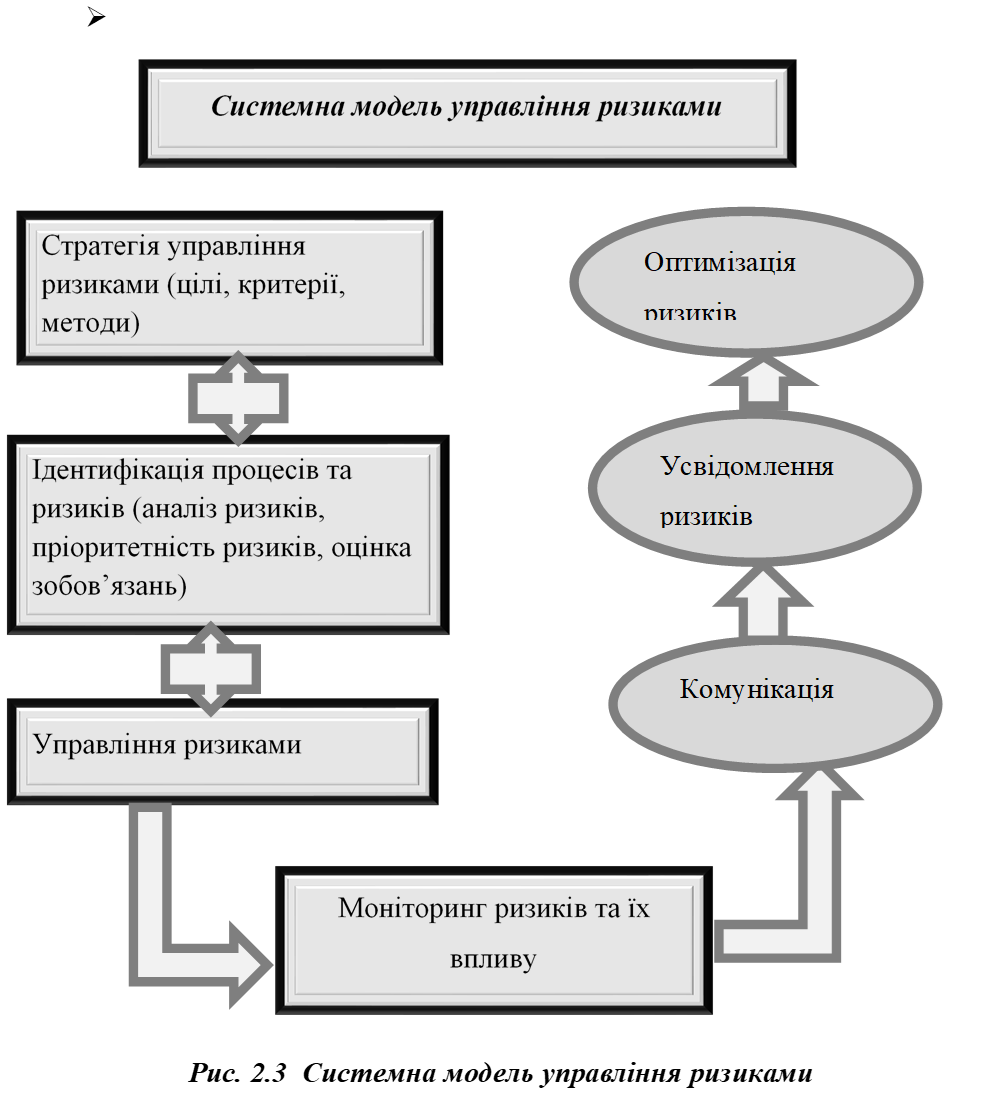 Системна модель управління ризиками
Стратегія управління
ризиками (цілі, критерії,
методи)
Ідентифікація процесів та
ризиків (аналіз ризиків,
пріоритетність ризиків, оцінка
зобов’язань)
Управління ризиками
Моніторинг ризиків та їх
впливу
Комунікація
Усвідомлення
ризиків
Оптимізація
ризиків
Рис. 2.3 Системна модель управління ризиками